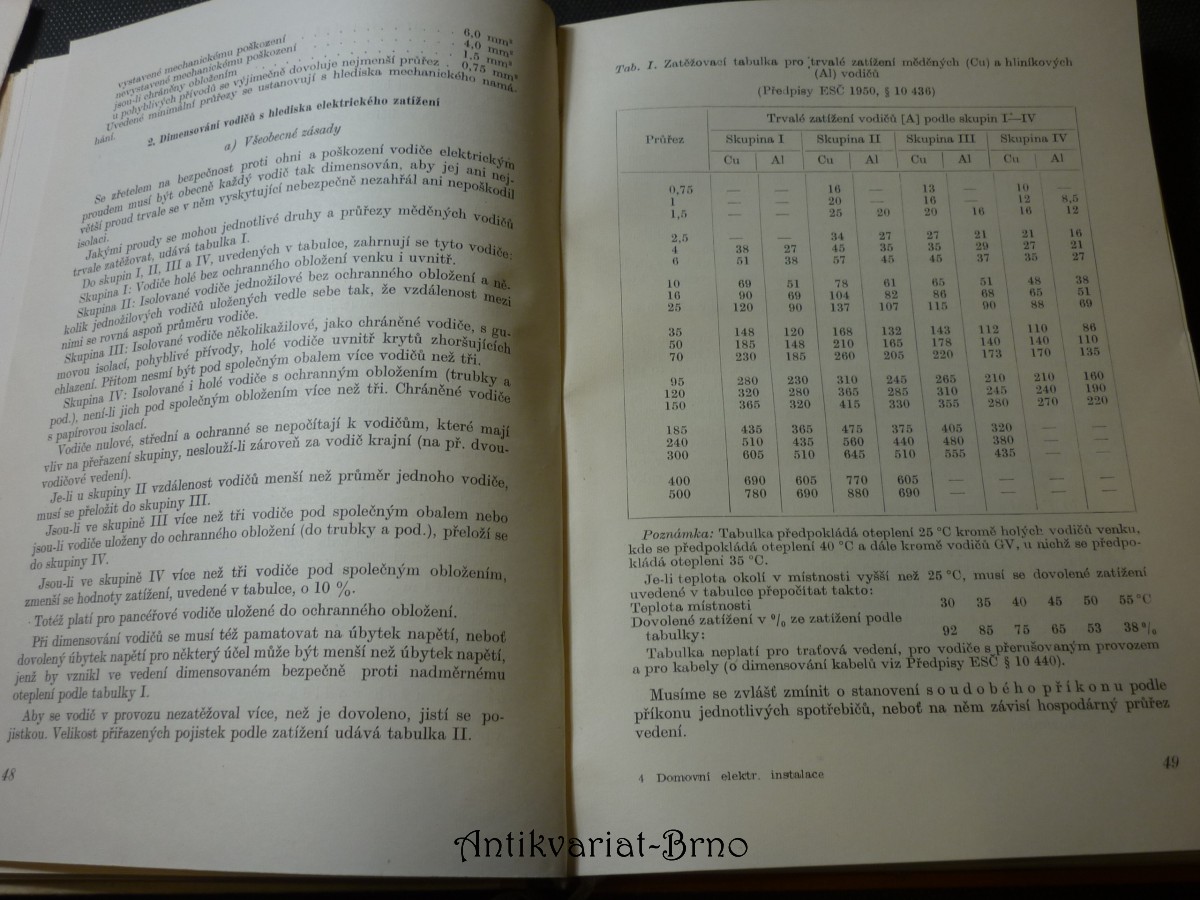 vystavené mechanickému poškození . . . . . . . . . . . 6,0 mm²
nevystavené mechanickému poškození . . . . . . . . . . 4,0 mm²
jsou-li chráněny obložením . . . . . . . . . . . . . 1,5 mm²
u pohyblivých přívodů se výjimečně dovoluje nejmenší průřez . 0,75 mm²
Uvedené minimální průřezy se ustanovují s hlediska mechanického namá-
hání.
2. Dimensování vodičů s hlediska elektrického zatížení
a) Všeobecné zásady
Se zřetelem na bezpečnost proti ohni a poškození vodiče elektrickým
proudem musí být obecně každý vodič tak dimensován, aby jej ani nej-
větší proud trvale se v něm vyskytující nebezpečně nezahřál ani nepoškodil
isolaci.
Jakými proudy se mohou jednotlivé druhy a průřezy měděných vodičů
trvale zatěžovat, udává tabulka I.
Do skupin I, II, III a IV, uvedených v tabulce, zahrnují se tyto vodiče:
Skupina I: Vodiče holé bez ochranného obložení venku i uvnitř.
Skupina II: Isolované vodiče jednožilové bez ochranného obložení a ně-
kolik jednožilových vodičů uložených vedle sebe tak, že vzdálenost mezi
nimi se rovná aspoň průměru vodiče.
Skupina III: Isolované vodiče několikažilové, jako chráněné vodiče, s gu-
movou isolací, pohyblivé přívody, holé vodiče uvnitř krytů zhoršujících
chlazení. Přitom nesmí být pod společným obalem více vodičů než tři.
Skupina IV: Isolované i holé vodiče s ochranným obložením (trubky a
pod.), není-li jich pod společným obložením více než tři. Chráněné vodiče
s papírovou isolací.
Vodiče nulové, střední a ochranné se nepočítají k vodičům, které mají
vliv na přeřazení skupiny, neslouží-li zároveň za vodič krajní (na př. dvou-
vodičové vedení).
Je-li u skupiny II vzdálenost vodičů menší než průměr jednoho vodiče,
musí se přeložit do skupiny III.
Jsou-li ve skupině III více než tři vodiče pod společným obalem nebo
jsou-li vodiče uloženy do ochranného obložení (do trubky a pod.), přeloží se
do skupiny IV.
Jsou-li ve skupině IV více než tři vodiče pod společným obložením,
zmenší se hodnoty zatížení, uvedené v tabulce, o 10 %.
Totéž platí pro pancéřové vodiče uložené do ochranného obložení.
Při dimensování vodičů se musí též pamatovat na úbytek napětí, neboť
dovolený úbytek napětí pro některý účel může být menší než úbytek napětí,
jenž by vznikl ve vedení dimensovaném bezpečně proti nadměrnému
oteplení podle tabulky I.
Aby se vodič v provozu nezatěžoval více, než je dovoleno, jistí se po-
jistkou. Velikost přiřazených pojistek podle zatížení udává tabulka II.
48
Tab. I. Zatěžovací tabulka pro trvalé zatížení měděných (Cu) a hliníkových
(Al) vodičů
(Předpisy ESČ 1950, § 10 436)
Průřez Trvalé zatížení vodičů [A] podle skupin I—IV
Skupina I Skupina II Skupina III Skupina IV
Cu Al Cu Al Cu Al Cu Al
0,75 — — 16 — 13 — 10 —
1 — — 20 — 16 — 12 8,5
1,5 — — 25 20 20 16 16 12
2,5 — — 34 27 27 21 21 16
4 38 27 45 35 35 29 27 21
6 51 38 57 45 45 37 35 27
10 69 51 78 61 65 51 48 38
16 90 69 104 82 86 68 65 51
25 120 90 137 107 115 90 88 69
35 148 120 168 132 143 112 110 86
50 185 148 210 165 178 140 140 110
70 230 185 260 205 220 173 170 135
95 280 230 310 245 265 210 210 160
120 320 280 365 285 310 245 240 190
150 365 320 415 330 355 280 270 220
185 435 365 475 375 405 320 — —
240 510 435 560 440 480 380 — —
300 605 510 645 510 555 435 — —
400 690 605 770 605 — — — —
500 780 690 880 690 — — — —
Poznámka: Tabulka předpokládá oteplení 25 °C kromě holých vodičů venku,
kde se předpokládá oteplení 40 °C a dále kromě vodičů GV, u nichž se předpo-
kládá oteplení 35 °C.
Je-li teplota okolí v místnosti vyšší než 25 °C, musí se dovolené zatížení
uvedené v tabulce přepočítat takto:
Teplota místnosti 30 35 40 45 50 55 °C
Dovolené zatížení v % ze zatížení podle
tabulky: 92 85 75 65 53 38 %
Tabulka neplatí pro traťová vedení, pro vodiče s přerušovaným provozem
a pro kabely (o dimensování kabelů viz Předpisy ESČ § 10 440).
Musíme se zvlášť zmínit o stanovení soudobého příkonu podle
příkonu jednotlivých spotřebičů, neboť na něm závisí hospodárný průřez
vedení.
4 Domovní elektr. instalace
49
Antikvariat-Brno